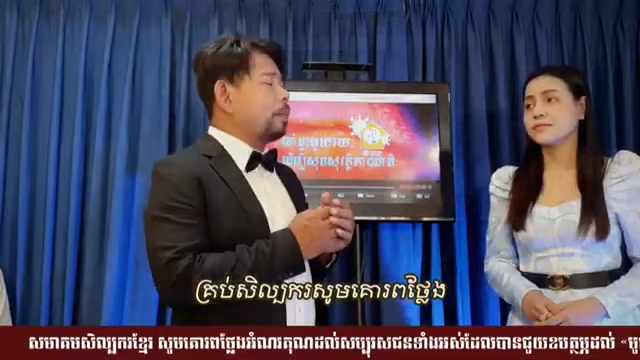 គ្រប់សិល្បករសូមគោរពថ្លែង
សមាគមសិល្បករខ្មែរ សូមគោរពថ្លែងអំណរគុណដល់សប្បុរសជនទាំងអស់ដែលបានជួយឧបត្ថម្ភដល់ «ចូ